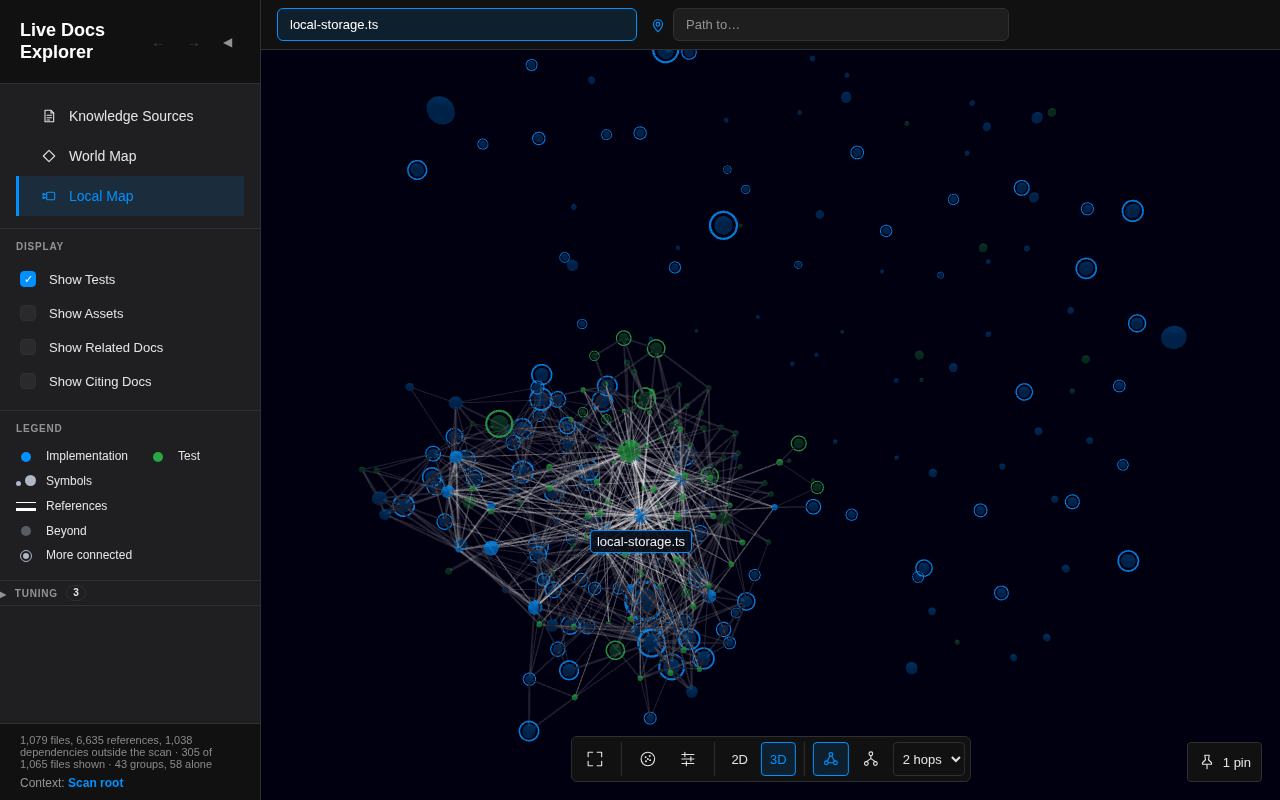 Live Docs
Explorer
local-storage.ts
Path to…
Knowledge Sources
World Map
Local Map
DISPLAY
Show Tests
Show Assets
Show Related Docs
Show Citing Docs
LEGEND
Implementation
Test
Symbols
References
Beyond
More connected
TUNING 3
local-storage.ts
1,079 files, 6,635 references, 1,038
dependencies outside the scan · 305 of
1,065 files shown · 43 groups, 58 alone
Context: Scan root
2D
3D
2 hops
1 pin